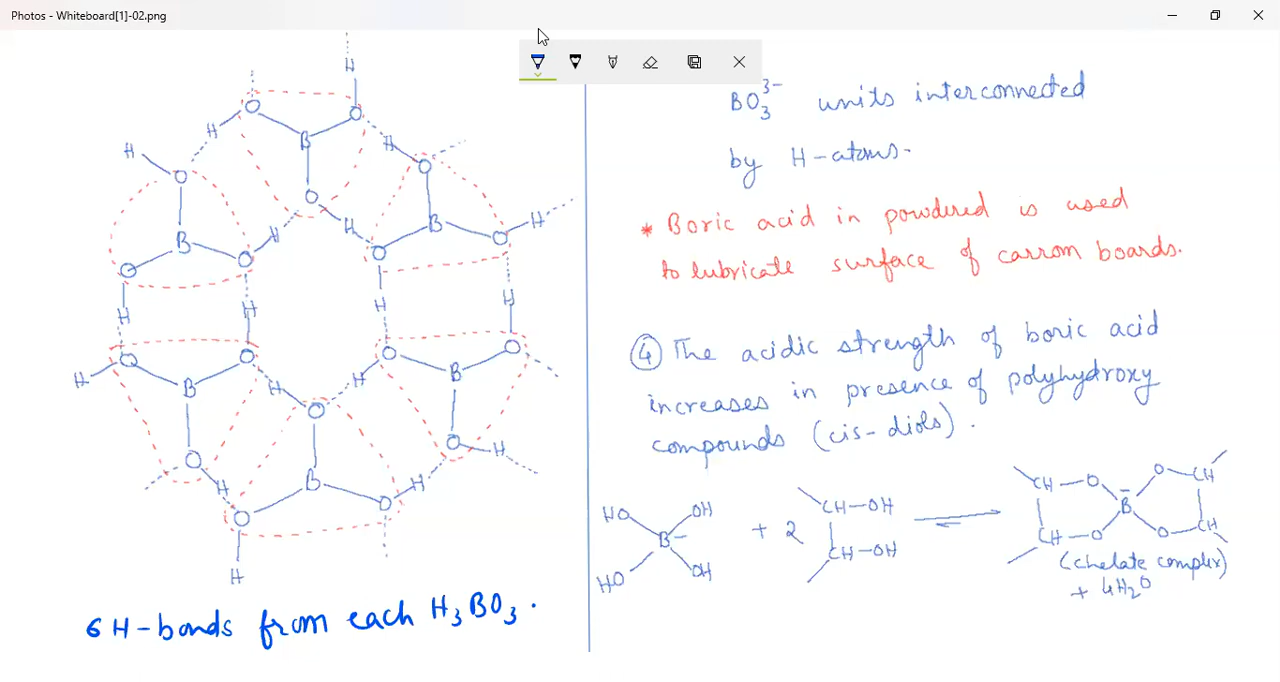 Photos - Whiteboard[1]-02.png
H
H
O
O
H
B
H
H
O
O
O
H
B
H
B
H
O
O
O
O
H
H
H
H
O
O
O
O
H
B
H
H
B
O
O
H
O
H
B
H
O
O
H
6 H-bonds from each H3BO3.
BO3^3- units interconnected
by H-atoms-
* Boric acid in powdered is used
to lubricate surface of carrom boards.
④ The acidic strength of boric acid
increases in presence of polyhydroxy
compounds (cis-diols).
HO OH
B-
HO OH
+ 2
CH-OH
CH-OH
CH-O O-CH
B-
CH-O O-CH
(chelate complex)
+ 4H2O